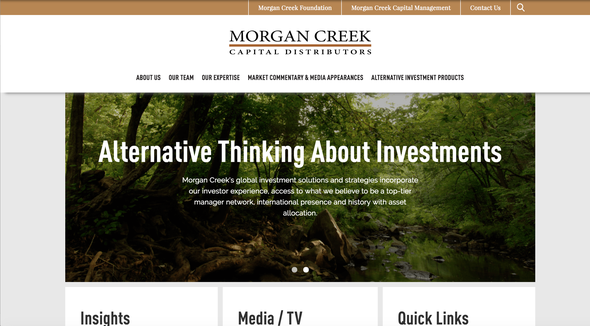 Morgan Creek Foundation Morgan Creek Capital Management Contact Us
MORGAN CREEK
CAPITAL DISTRIBUTORS
ABOUT US OUR TEAM OUR EXPERTISE MARKET COMMENTARY & MEDIA APPEARANCES ALTERNATIVE INVESTMENT PRODUCTS
Alternative Thinking About Investments
Morgan Creek's global investment solutions and strategies incorporate
our investor experience, access to what we believe to be a top-tier
manager network, international presence and history with asset
allocation.
Insights Media / TV Quick Links